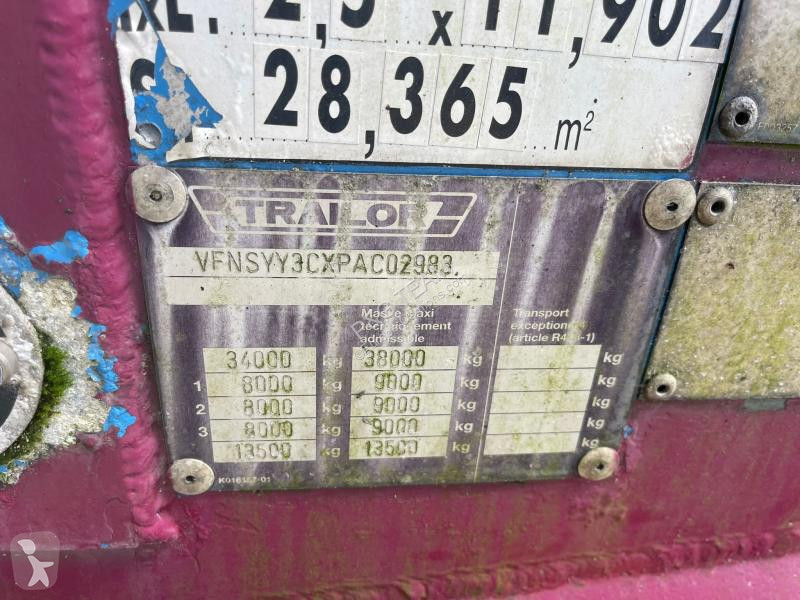 2,5 x 11,902
28,365 m²
TRAILOR
VFNSYY3CXPAC02983
Masse Maxi
techniquement
admissible
Transport
exceptionnel
(article R48-1)
34000 kg 38000 kg kg
1 8000 kg 9000 kg kg
2 8000 kg 9000 kg kg
3 8000 kg 9000 kg kg
13500 kg 13500 kg kg